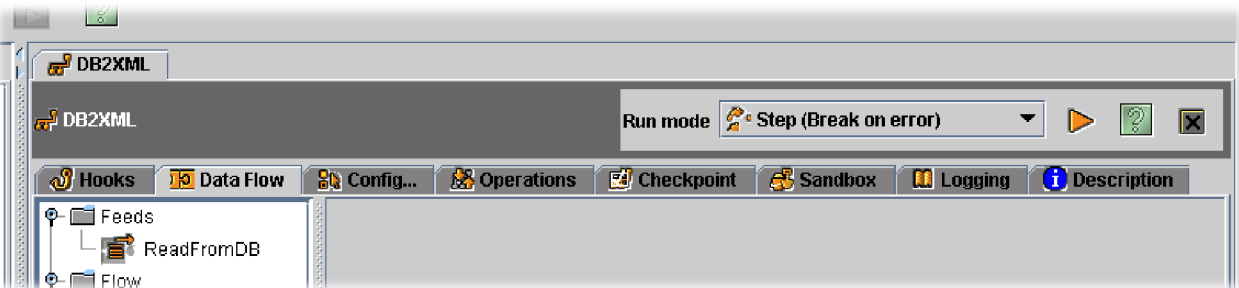 DB2XML
DB2XML Run mode Step (Break on error)
Hooks Data Flow Config... Operations Checkpoint Sandbox Logging Description
Feeds
ReadFromDB
Flow